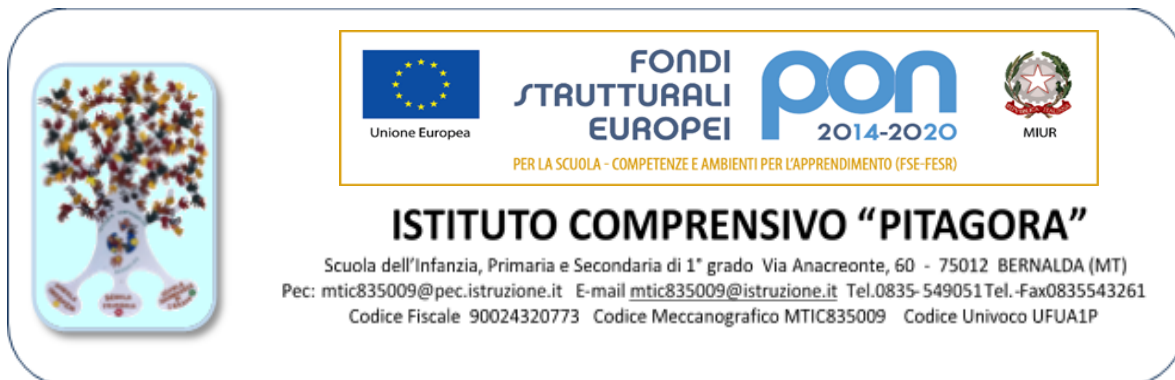 FONDI
STRUTTURALI
EUROPEI
pon
2014-2020
Unione Europea
MIUR
PER LA SCUOLA - COMPETENZE E AMBIENTI PER L'APPRENDIMENTO (FSE-FESR)
ISTITUTO COMPRENSIVO “PITAGORA”
Scuola dell'Infanzia, Primaria e Secondaria di 1° grado Via Anacreonte, 60 - 75012 BERNALDA (MT)
Pec: mtic835009@pec.istruzione.it E-mail mtic835009@istruzione.it Tel.0835-549051Tel.-Fax0835543261
Codice Fiscale 90024320773 Codice Meccanografico MTIC835009 Codice Univoco UFUA1P